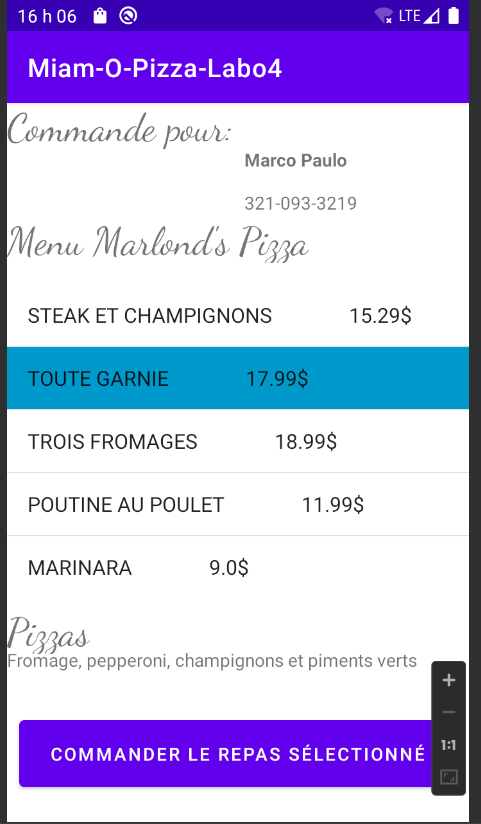 16 h 06 LTE
Miam-O-Pizza-Labo4
Commande pour:
Marco Paulo
321-093-3219
Menu Marlond's Pizza
STEAK ET CHAMPIGNONS 15.29$
TOUTE GARNIE 17.99$
TROIS FROMAGES 18.99$
POUTINE AU POULET 11.99$
MARINARA 9.0$
Pizzas
Fromage, pepperoni, champignons et piments verts
1:1
COMMANDER LE REPAS SÉLECTIONNÉ